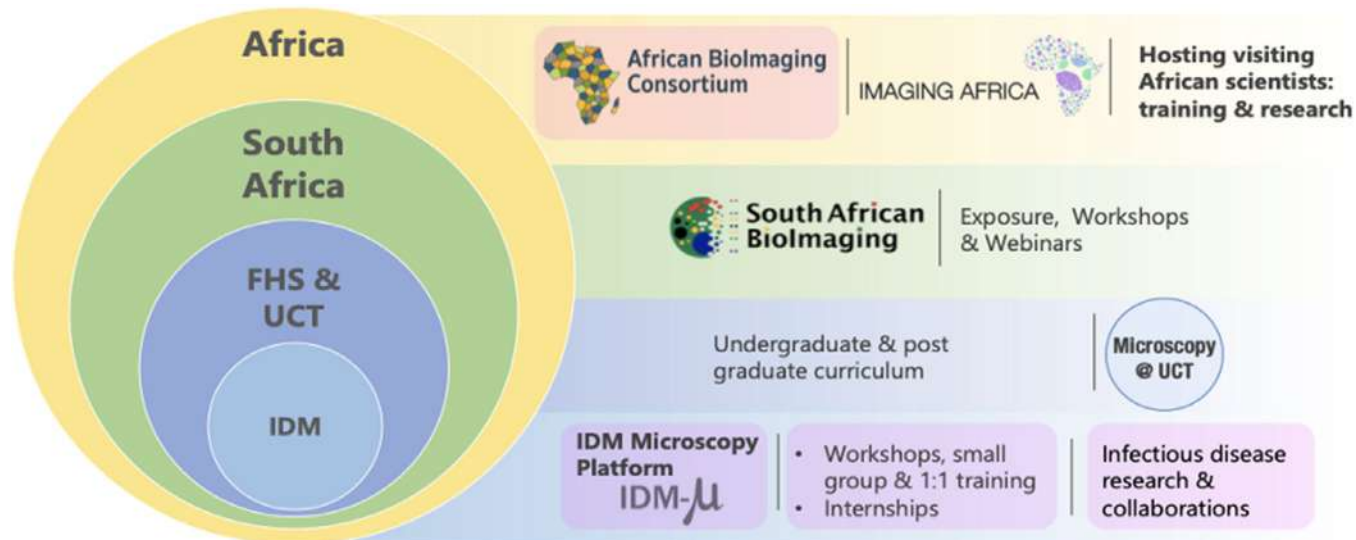 Africa
South
Africa
FHS &
UCT
IDM
African BioImaging
Consortium
IMAGING AFRICA
Hosting visiting
African scientists:
training & research
South African
BioImaging
Exposure, Workshops
& Webinars
Undergraduate & post
graduate curriculum
Microscopy
@ UCT
IDM Microscopy
Platform
IDM-μ
• Workshops, small
group & 1:1 training
• Internships
Infectious disease
research &
collaborations